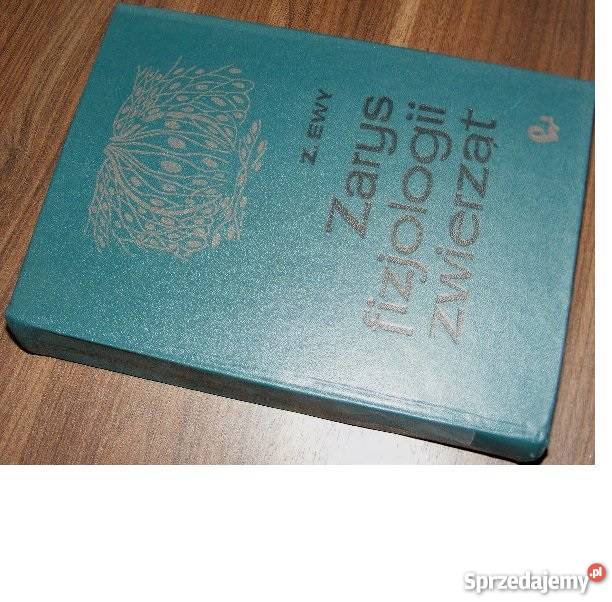 Z. EWY
Zarys
fizjologii
zwierząt
Sprzedajemy.pl